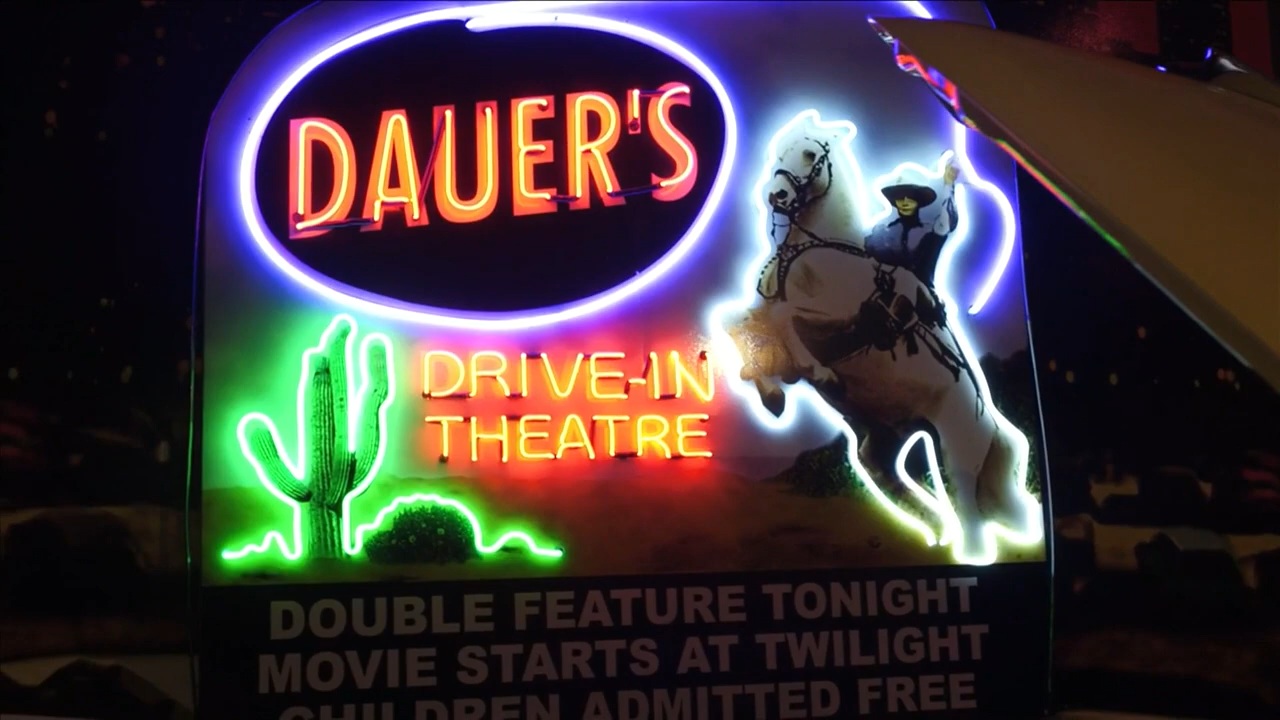 DAUER'S
DRIVE-IN
THEATRE
DOUBLE FEATURE TONIGHT
MOVIE STARTS AT TWILIGHT
CHILDREN ADMITTED FREE